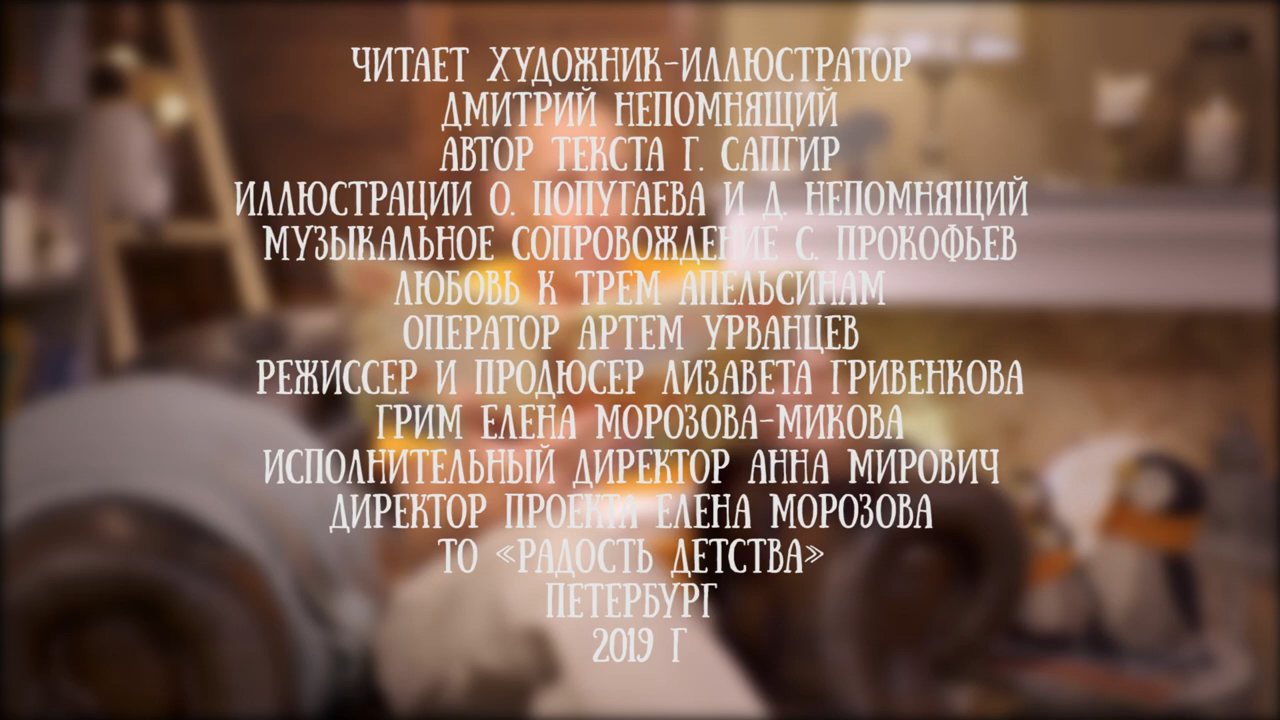 ЧИТАЕТ ХУДОЖНИК-ИЛЛЮСТРАТОР
ДМИТРИЙ НЕПОМНЯЩИЙ
АВТОР ТЕКСТА Г. САПГИР
ИЛЛЮСТРАЦИИ О. ПОПУГАЕВА И Д. НЕПОМНЯЩИЙ
МУЗЫКАЛЬНОЕ СОПРОВОЖДЕНИЕ С. ПРОКОФЬЕВ
ЛЮБОВЬ К ТРЕМ АПЕЛЬСИНАМ
ОПЕРАТОР АРТЕМ УРВАНЦЕВ
РЕЖИССЕР И ПРОДЮСЕР ЛИЗАВЕТА ГРИВЕНКОВА
ГРИМ ЕЛЕНА МОРОЗОВА-МИКОВА
ИСПОЛНИТЕЛЬНЫЙ ДИРЕКТОР АННА МИРОВИЧ
ДИРЕКТОР ПРОЕКТА ЕЛЕНА МОРОЗОВА
ТО «РАДОСТЬ ДЕТСТВА»
ПЕТЕРБУРГ
2019 Г